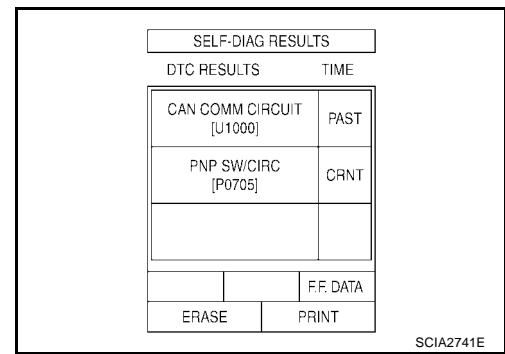 SELF-DIAG RESULTS
DTC RESULTS TIME
CAN COMM CIRCUIT
[U1000] PAST
PNP SW/CIRC
[P0705] CRNT
F.F. DATA
ERASE PRINT
SCIA2741E